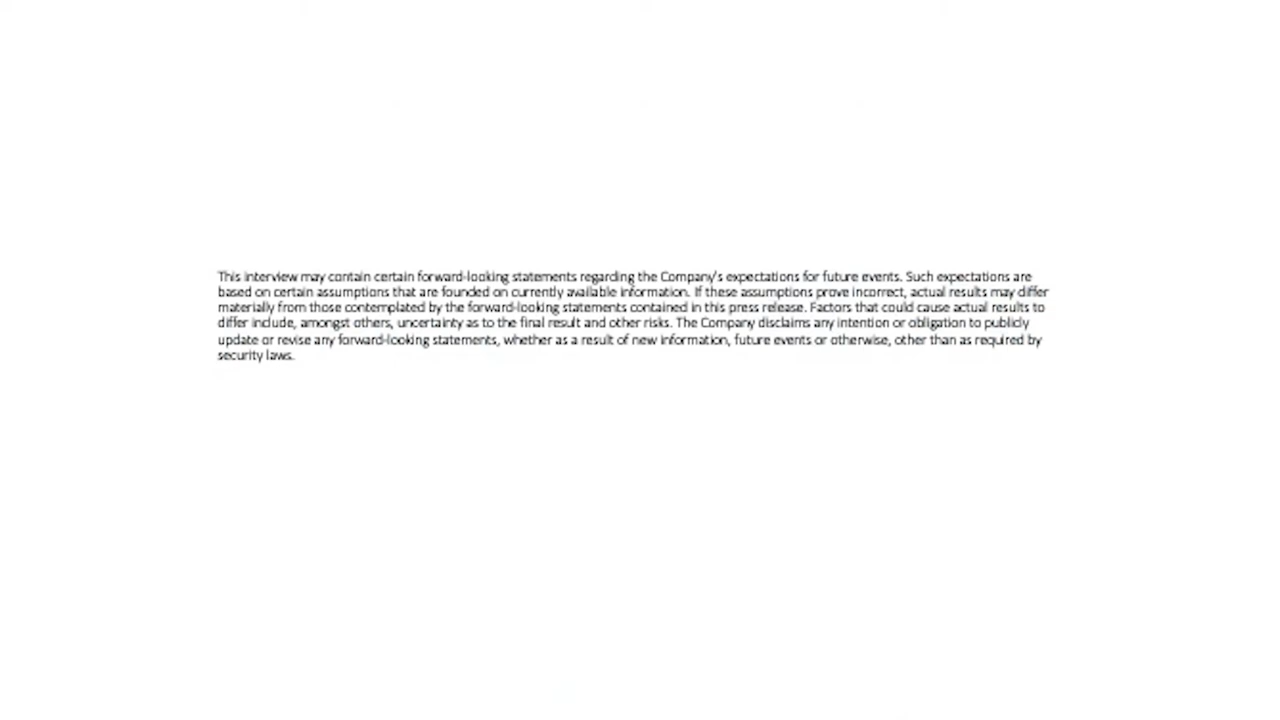 This interview may contain certain forward-looking statements regarding the Company's expectations for future events. Such expectations are
based on certain assumptions that are founded on currently available information. If these assumptions prove incorrect, actual results may differ
materially from those contemplated by the forward-looking statements contained in this press release. Factors that could cause actual results to
differ include, amongst others, uncertainty as to the final result and other risks. The Company disclaims any intention or obligation to publicly
update or revise any forward-looking statements, whether as a result of new information, future events or otherwise, other than as required by
security laws.